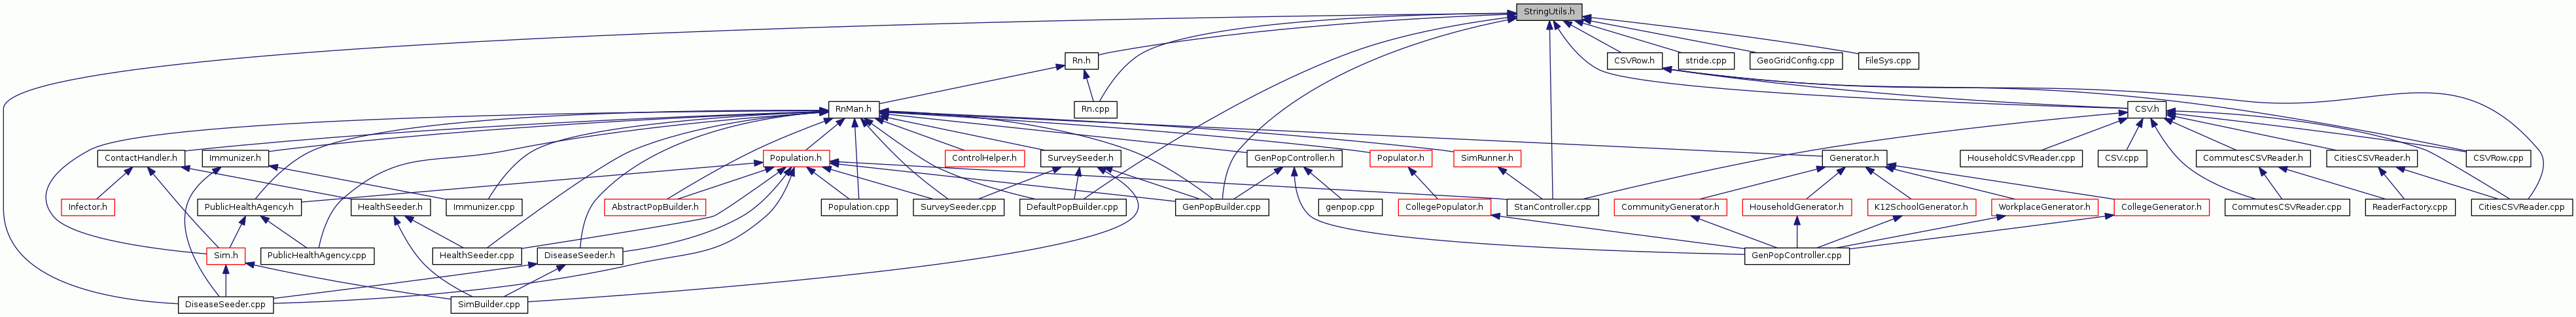 StringUtils.h
Rn.h
CSVRow.h
stride.cpp
GeoGridConfig.cpp
FileSys.cpp
RnMan.h
Rn.cpp
CSV.h
ContactHandler.h
Immunizer.h
Population.h
ControlHelper.h
SurveySeeder.h
GenPopController.h
Populator.h
SimRunner.h
Generator.h
HouseholdCSVReader.cpp
CSV.cpp
CommutesCSVReader.h
CitiesCSVReader.h
CSVRow.cpp
Infector.h
PublicHealthAgency.h
HealthSeeder.h
Immunizer.cpp
AbstractPopBuilder.h
Population.cpp
SurveySeeder.cpp
DefaultPopBuilder.cpp
GenPopBuilder.cpp
genpop.cpp
CollegePopulator.h
StanController.cpp
CommunityGenerator.h
HouseholdGenerator.h
K12SchoolGenerator.h
WorkplaceGenerator.h
CollegeGenerator.h
CommutesCSVReader.cpp
ReaderFactory.cpp
CitiesCSVReader.cpp
Sim.h
PublicHealthAgency.cpp
HealthSeeder.cpp
DiseaseSeeder.h
GenPopController.cpp
DiseaseSeeder.cpp
SimBuilder.cpp